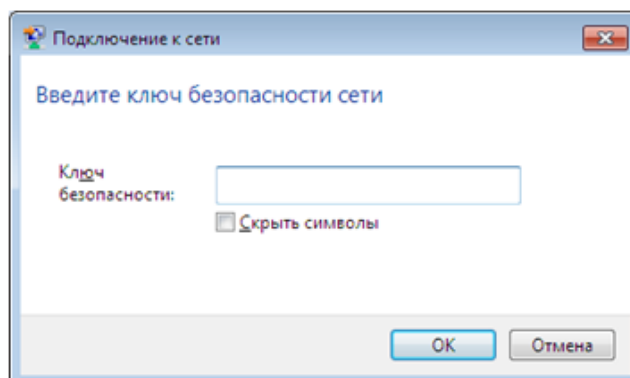 Подключение к сети
Введите ключ безопасности сети
Ключ
безопасности:
Скрыть символы
OK
Отмена